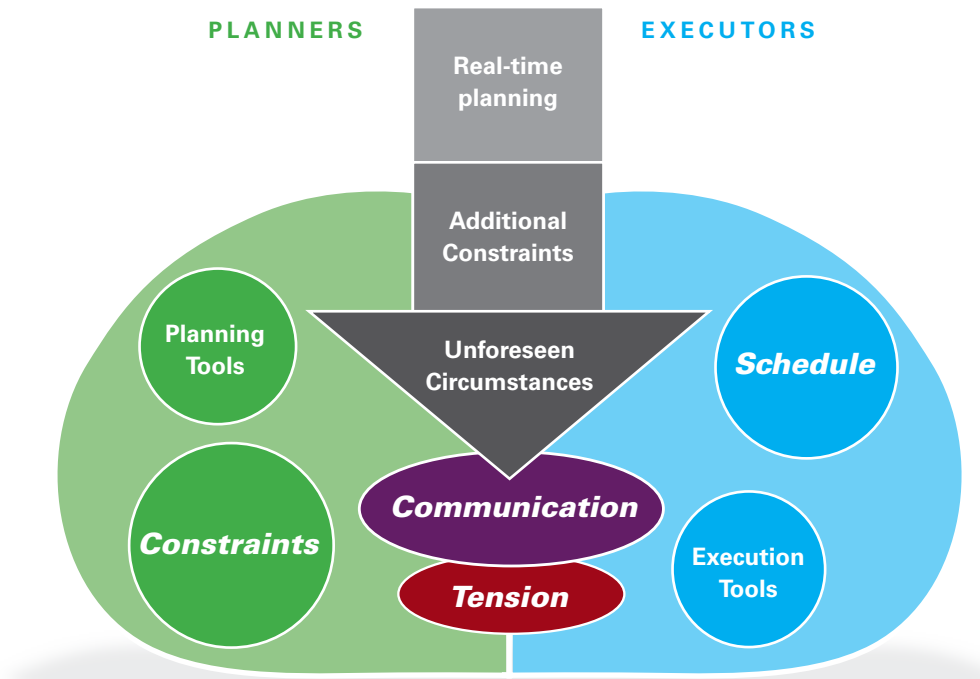 PLANNERS
EXECUTORS
Real-time
planning
Additional
Constraints
Unforeseen
Circumstances
Planning
Tools
Schedule
Constraints
Communication
Tension
Execution
Tools